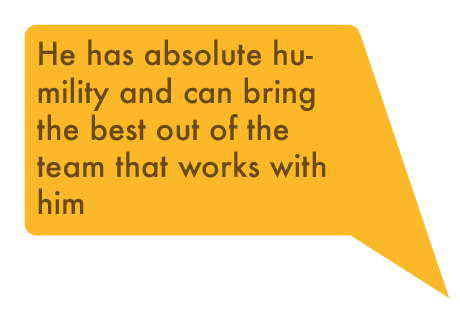 He has absolute hu-
mility and can bring
the best out of the
team that works with
him